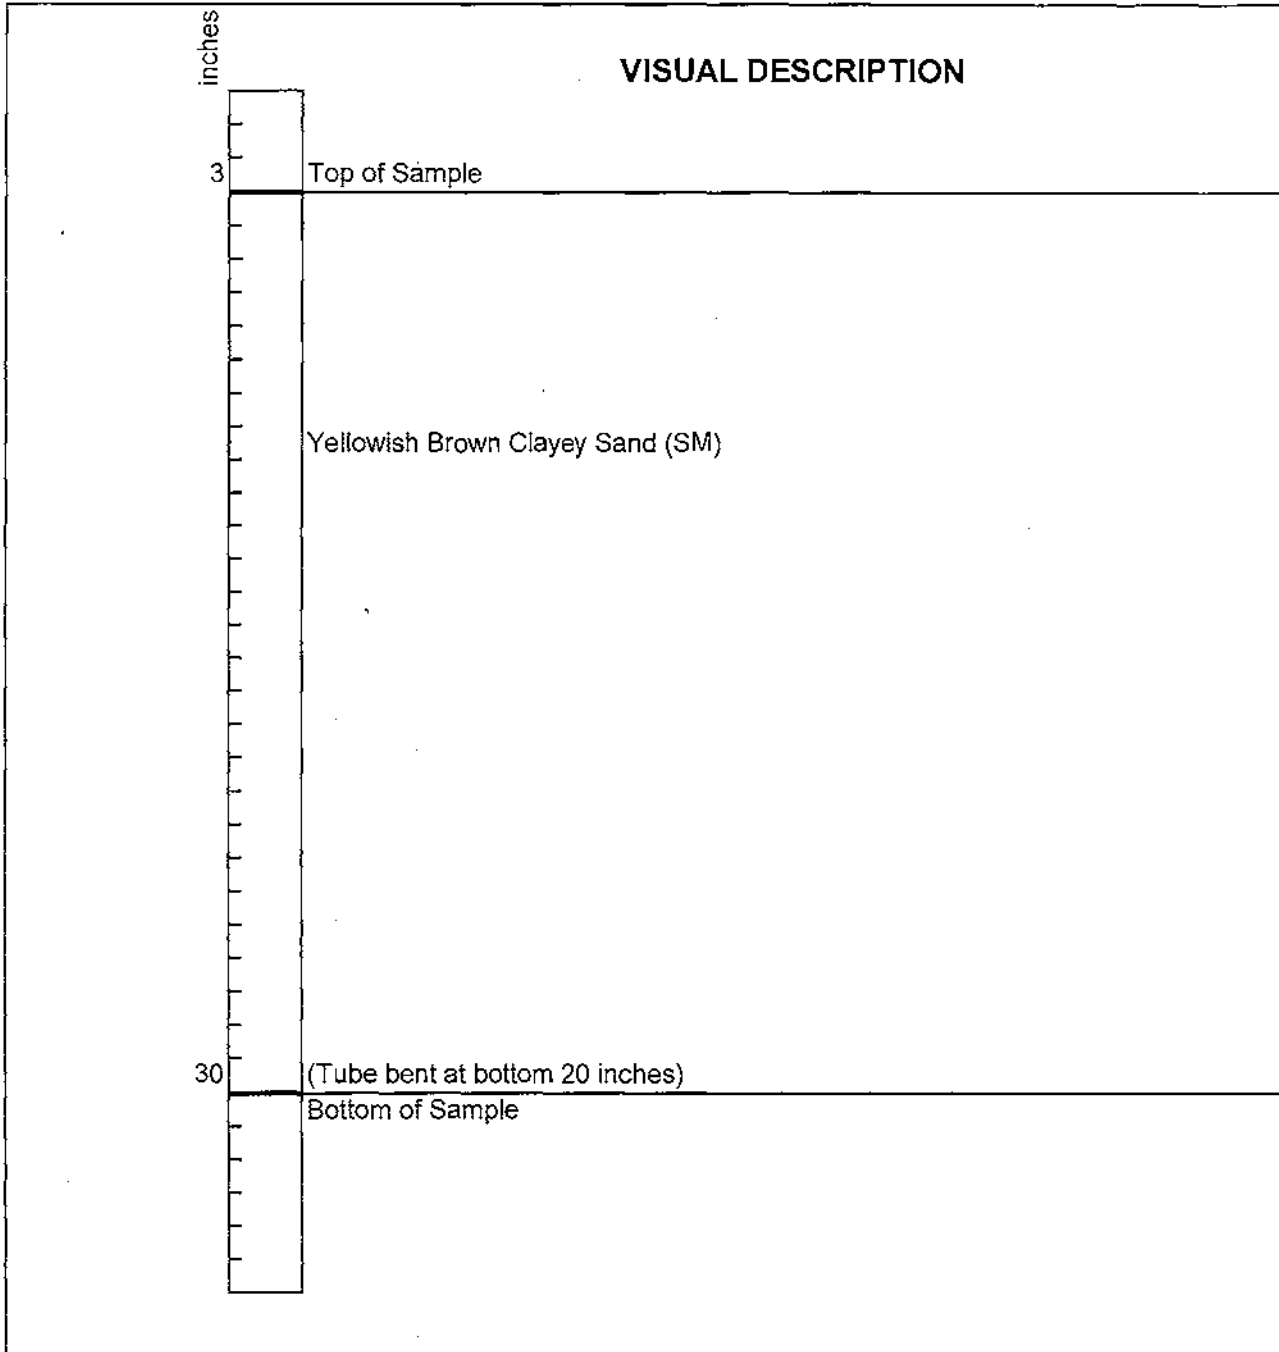 inches
VISUAL DESCRIPTION
3
Top of Sample
Yellowish Brown Clayey Sand (SM)
30
(Tube bent at bottom 20 inches)
Bottom of Sample